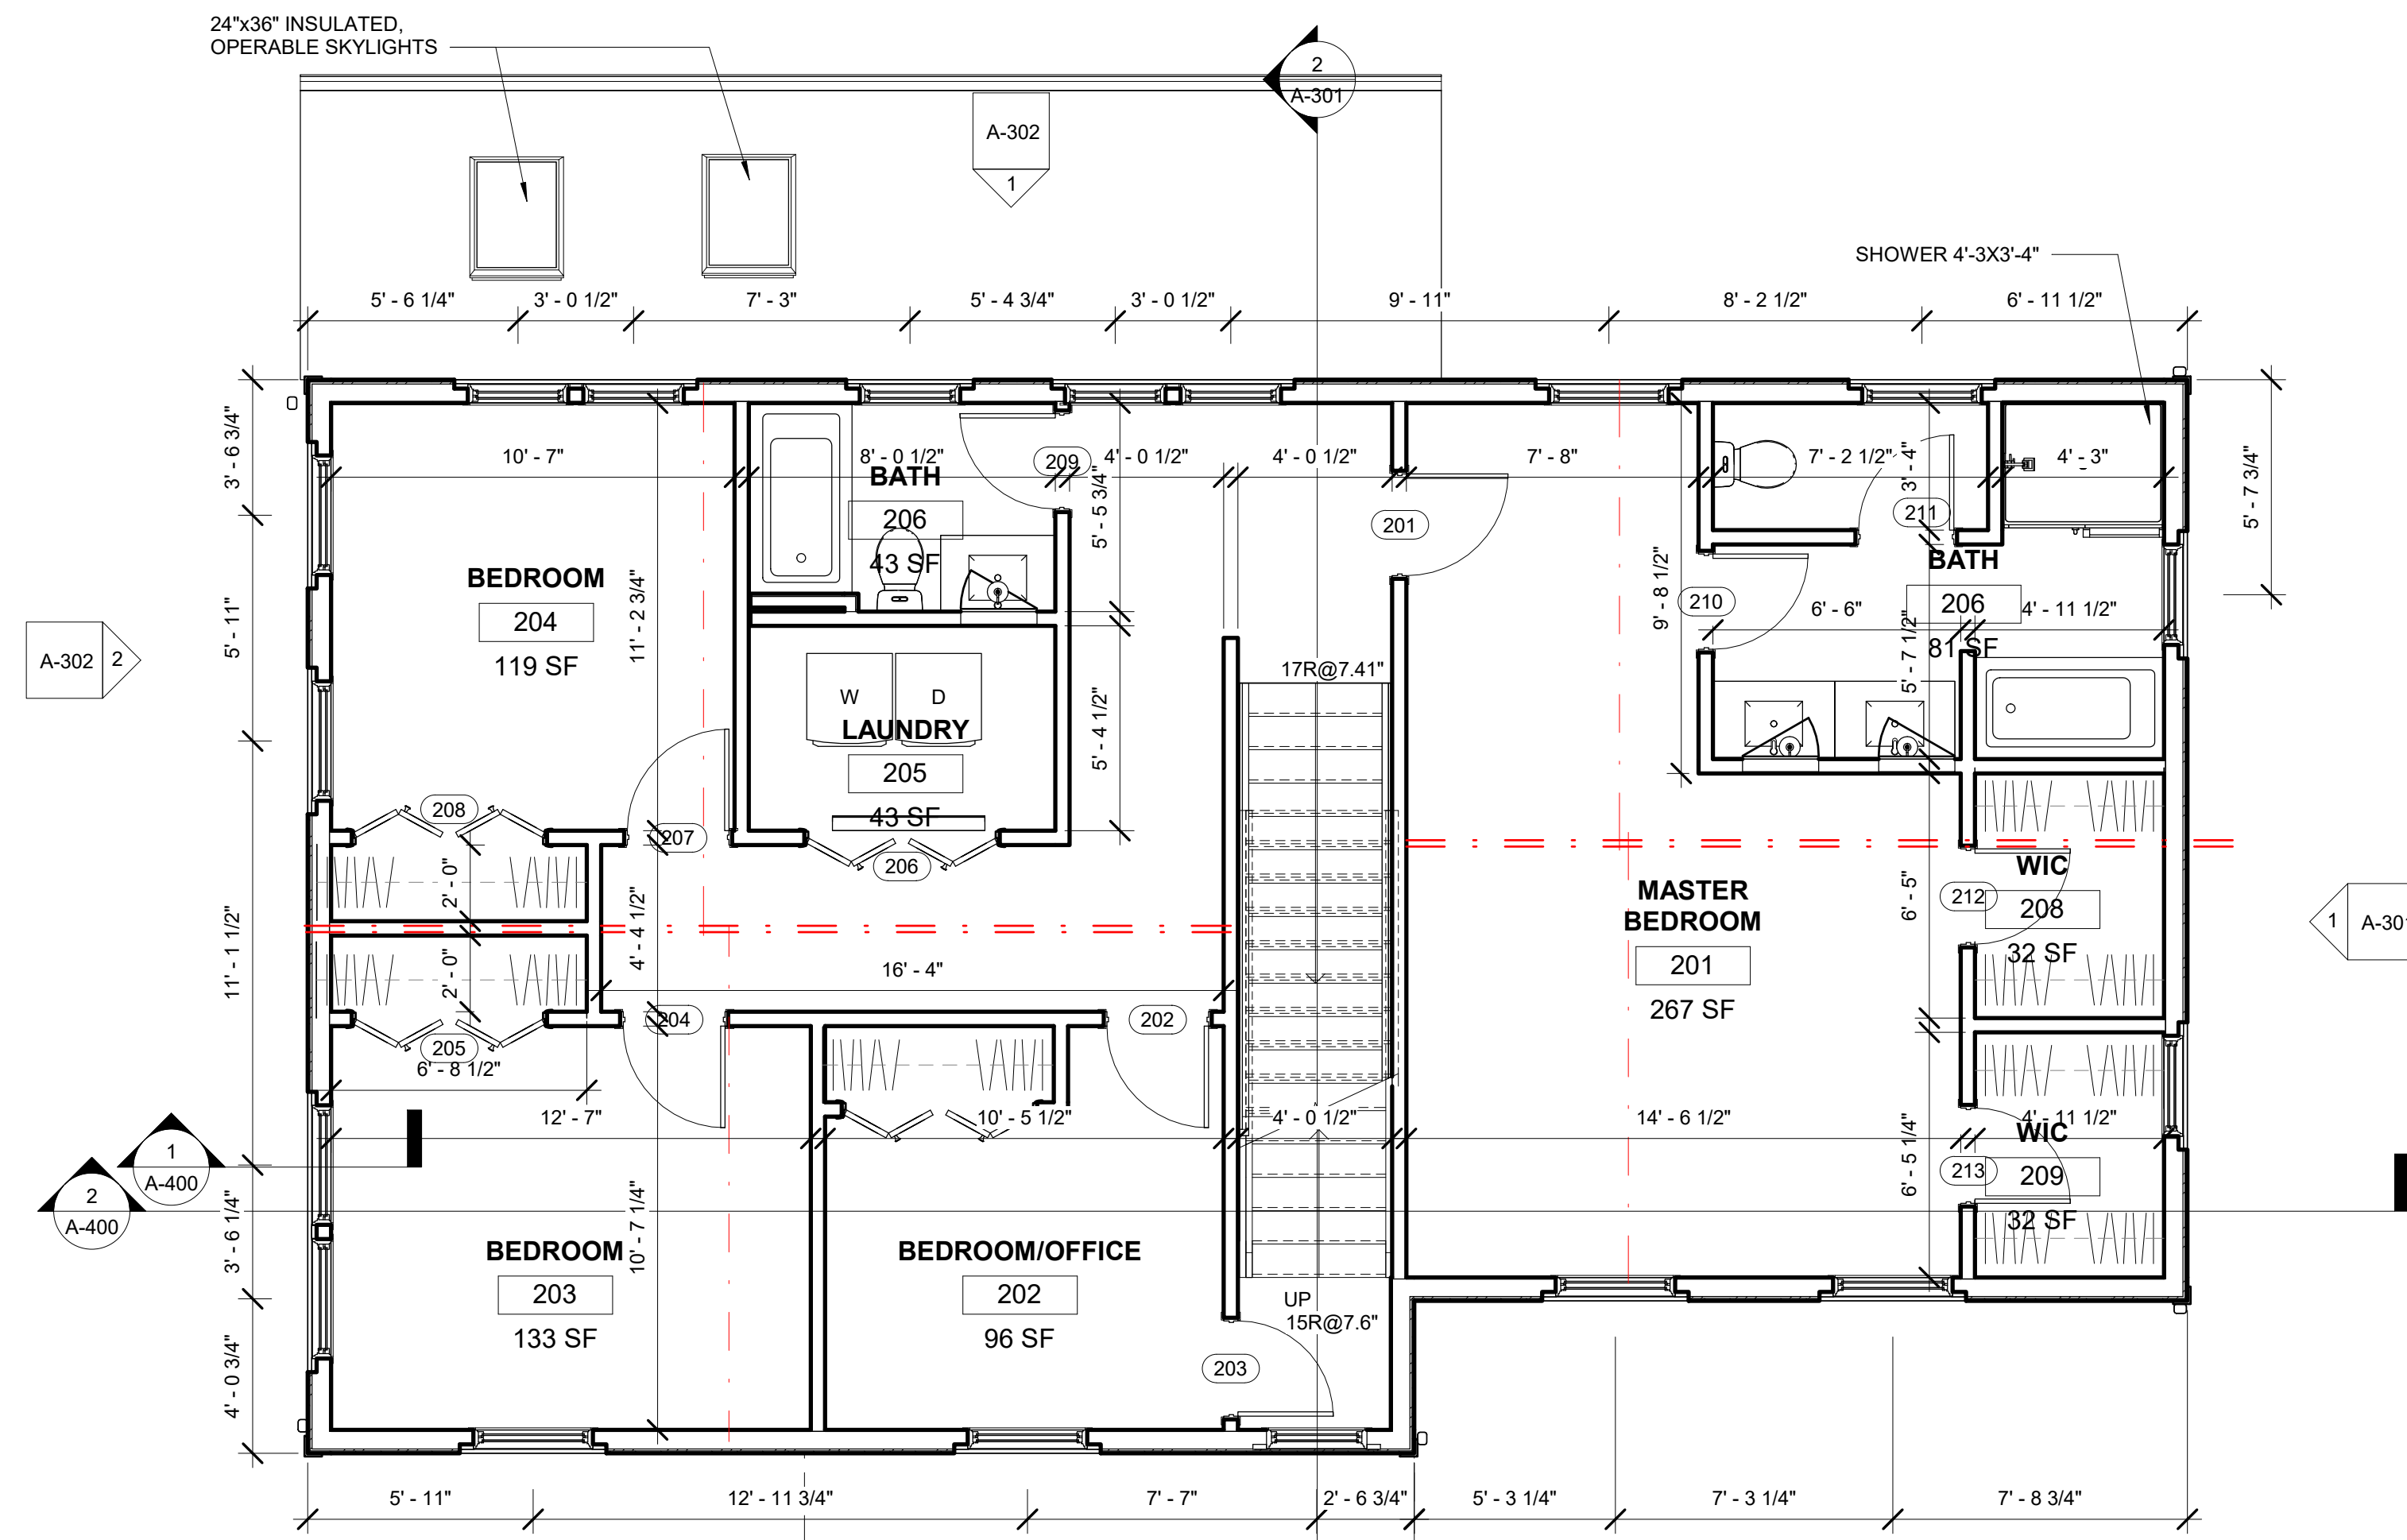 24"x36" INSULATED,
OPERABLE SKYLIGHTS
2
A-301
A-302
1
SHOWER 4'-3X3'-4"
5' - 6 1/4"
3' - 0 1/2"
7' - 3"
5' - 4 3/4"
3' - 0 1/2"
9' - 11"
8' - 2 1/2"
6' - 11 1/2"
3' - 6 3/4"
10' - 7"
8' - 0 1/2"
209
4' - 0 1/2"
4' - 0 1/2"
7' - 8"
7' - 2 1/2"
3' - 4"
4' - 3"
5' - 7 3/4"
BATH
206
43 SF
5' - 5 3/4"
201
211
BEDROOM
204
119 SF
11' - 2 3/4"
9' - 8 1/2"
210
BATH
206
81 SF
6' - 6"
4' - 11 1/2"
5' - 7 1/2"
5' - 11"
A-302
2
17R@7.41"
W
D
LAUNDRY
205
43 SF
5' - 4 1/2"
208
207
206
2' - 0"
4' - 4 1/2"
2' - 0"
16' - 4"
MASTER
BEDROOM
201
267 SF
6' - 5"
212
WIC
208
32 SF
1
A-301
11' - 1 1/2"
204
202
205
6' - 8 1/2"
12' - 7"
10' - 5 1/2"
4' - 0 1/2"
14' - 6 1/2"
4' - 11 1/2"
WIC
209
32 SF
213
6' - 5 1/4"
1
A-400
2
A-400
3' - 6 1/4"
10' - 7 1/4"
BEDROOM
203
133 SF
BEDROOM/OFFICE
202
96 SF
UP
15R@7.6"
203
4' - 0 3/4"
5' - 11"
12' - 11 3/4"
7' - 7"
2' - 6 3/4"
5' - 3 1/4"
7' - 3 1/4"
7' - 8 3/4"